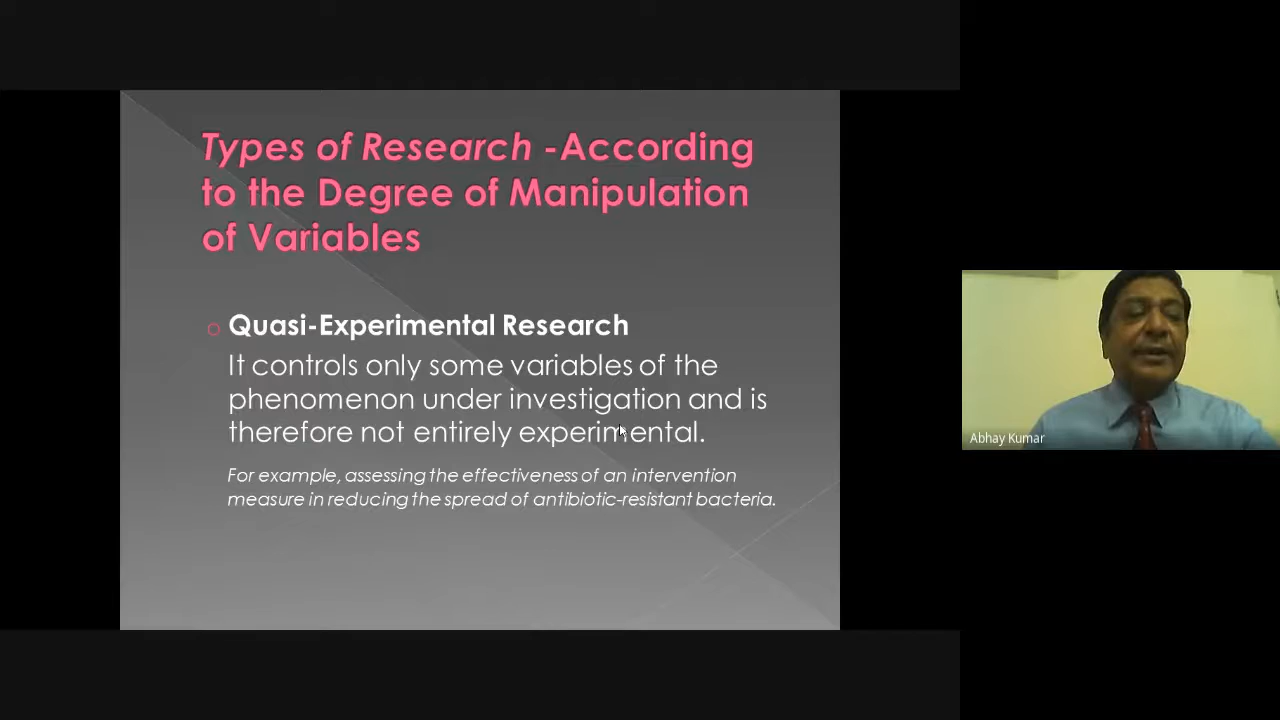 Types of Research -According
to the Degree of Manipulation
of Variables
Quasi-Experimental Research
It controls only some variables of the
phenomenon under investigation and is
therefore not entirely experimental.
For example, assessing the effectiveness of an intervention
measure in reducing the spread of antibiotic-resistant bacteria.
Abhay Kumar